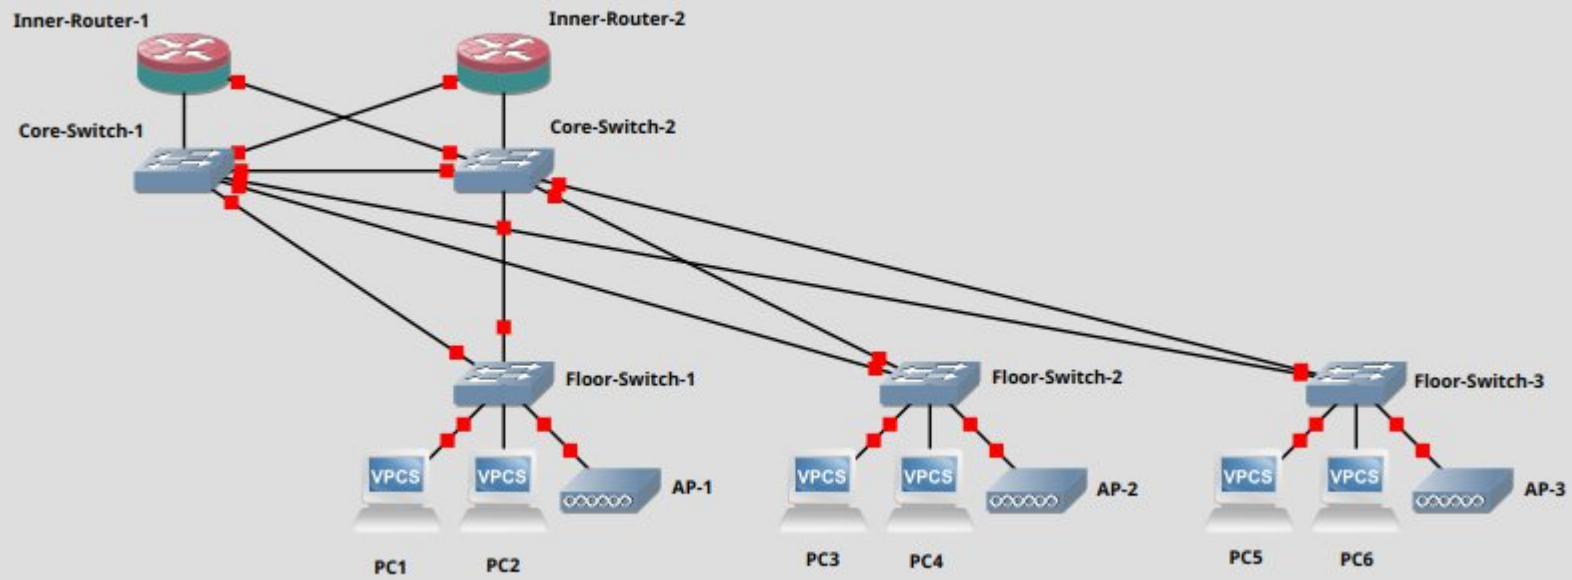 Inner-Router-1
Inner-Router-2
Core-Switch-1
Core-Switch-2
Floor-Switch-1
Floor-Switch-2
Floor-Switch-3
VPCS
VPCS
AP-1
VPCS
VPCS
AP-2
VPCS
VPCS
AP-3
PC1
PC2
PC3
PC4
PC5
PC6